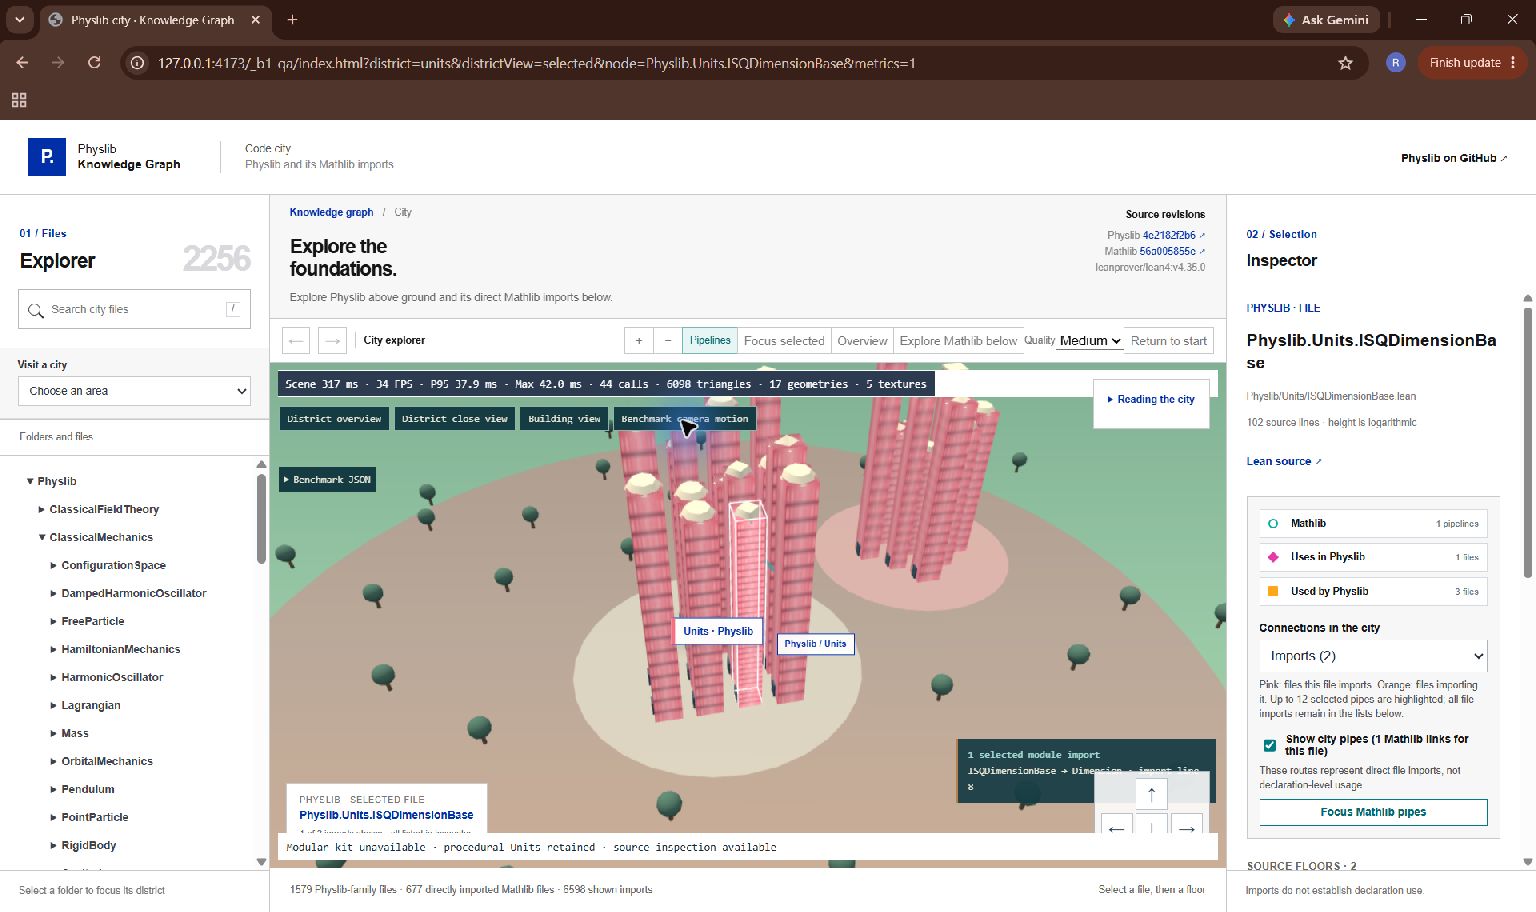 Physlib city · Knowledge Graph
Ask Gemini
127.0.0.1:4173/_b1_qa/index.html?district=units&districtView=selected&node=Physlib.Units.ISQDimensionBase&metrics=1
R
Finish update
P.
Physlib
Knowledge Graph
Code city
Physlib and its Mathlib imports
Physlib on GitHub ↗
01 / Files
Explorer
2256
Search city files
/
Visit a city
Choose an area
Folders and files
▼ Physlib
► ClassicalFieldTheory
▼ ClassicalMechanics
► ConfigurationSpace
► DampedHarmonicOscillator
► FreeParticle
► HamiltonianMechanics
► HarmonicOscillator
► Lagrangian
► Mass
► OrbitalMechanics
► Pendulum
► PointParticle
► RigidBody
Select a folder to focus its district
Knowledge graph / City
Explore the
foundations.
Explore Physlib above ground and its direct Mathlib imports below.
Source revisions
Physlib 4e2182f2b6 ↗
Mathlib 56a005855e ↗
leanprover/lean4:v4.35.0
← → City explorer
+ − Pipelines Focus selected Overview Explore Mathlib below Quality Medium Return to start
Scene 317 ms · 34 FPS · P95 37.9 ms · Max 42.0 ms · 44 calls · 6098 triangles · 17 geometries · 5 textures
► Reading the city
District overview District close view Building view Benchmark camera motion
► Benchmark JSON
Units · Physlib
Physlib / Units
1 selected module import
ISQDimensionBase → Dimension · import line
8
↑
← →
PHYSLIB · SELECTED FILE
Physlib.Units.ISQDimensionBase
Modular kit unavailable · procedural Units retained · source inspection available
1579 Physlib-family files · 677 directly imported Mathlib files · 6598 shown imports
Select a file, then a floor
02 / Selection
Inspector
PHYSLIB · FILE
Physlib.Units.ISQDimensionBa
se
Physlib/Units/ISQDimensionBase.lean
102 source lines · height is logarithmic
Lean source ↗
Mathlib 1 pipelines
Uses in Physlib 1 files
Used by Physlib 3 files
Connections in the city
Imports (2)
Pink: files this file imports. Orange: files importing
it. Up to 12 selected pipes are highlighted; all file
imports remain in the lists below.
Show city pipes (1 Mathlib links for
this file)
These routes represent direct file imports, not
declaration-level usage
Focus Mathlib pipes
SOURCE FLOORS · 2
Imports do not establish declaration use.